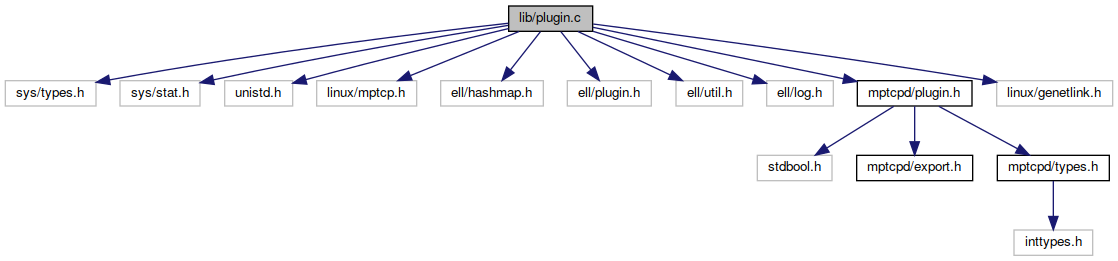 lib/plugin.c
sys/types.h
sys/stat.h
unistd.h
linux/mptcp.h
ell/hashmap.h
ell/plugin.h
ell/util.h
ell/log.h
mptcpd/plugin.h
linux/genetlink.h
stdbool.h
mptcpd/export.h
mptcpd/types.h
inttypes.h